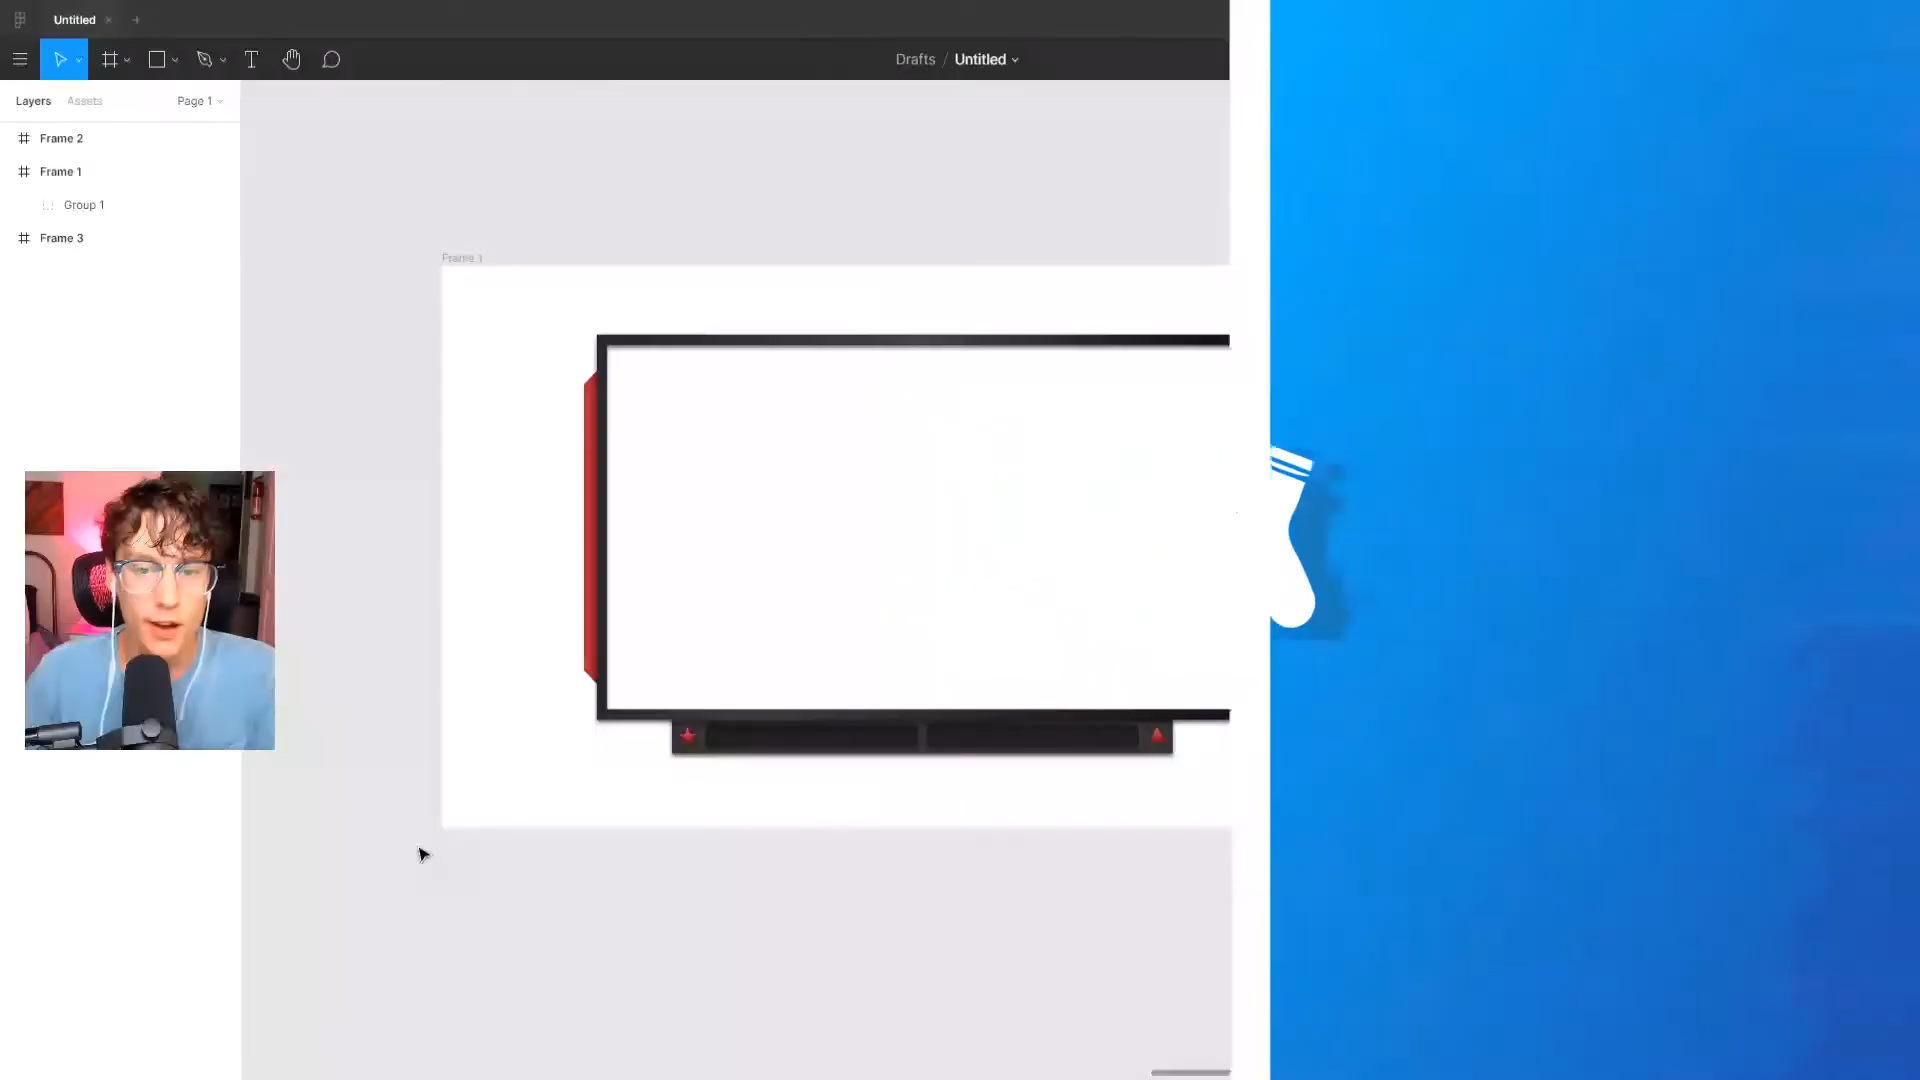 Untitled
Drafts / Untitled
Layers Assets Page 1
Frame 2
Frame 1
Group 1
Frame 3